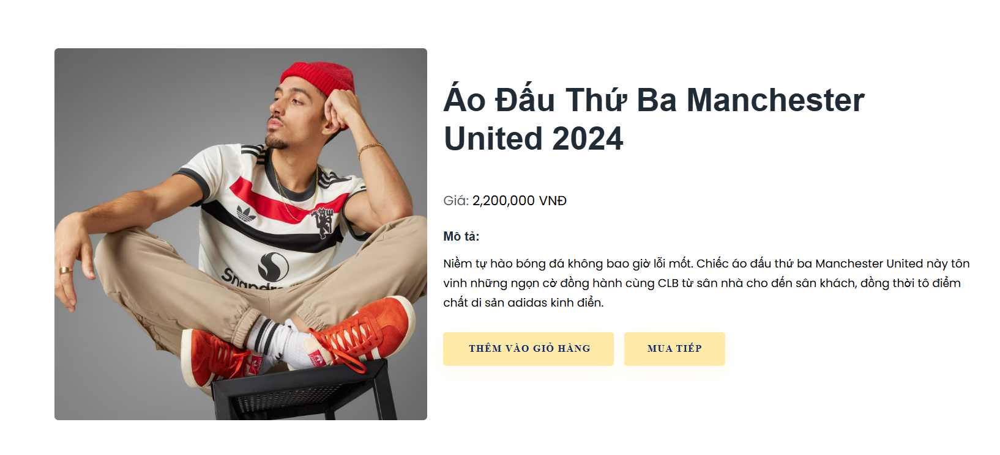 Áo Đấu Thứ Ba Manchester
United 2024
Giá: 2,200,000 VNĐ
Mô tả:
Niềm tự hào bóng đá không bao giờ lỗi mốt. Chiếc áo đấu thứ ba Manchester United này tôn
vinh những ngọn cờ đồng hành cùng CLB từ sân nhà cho đến sân khách, đồng thời tô điểm
chất di sản adidas kinh điển.
THÊM VÀO GIỎ HÀNG
MUA TIẾP